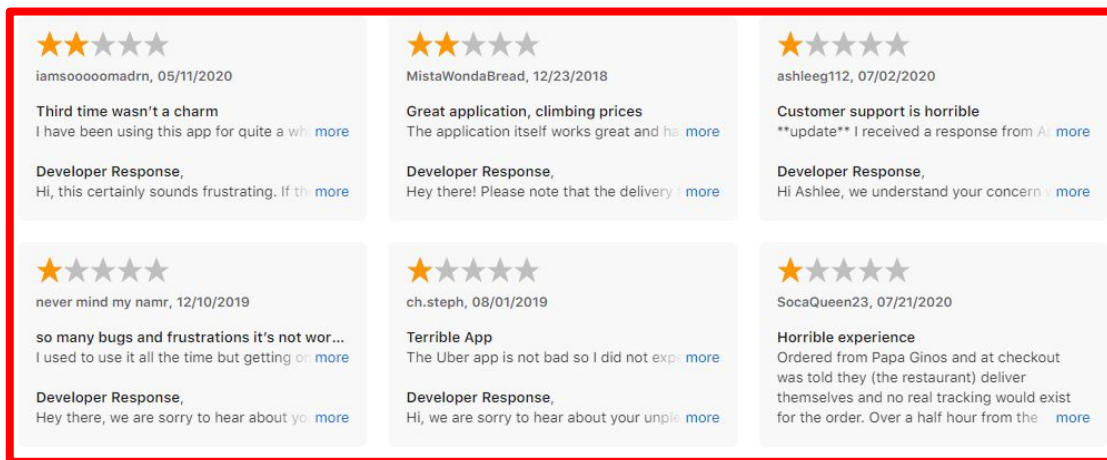 iamsooooomadrn, 05/11/2020
Third time wasn't a charm
I have been using this app for quite a whi more
Developer Response,
Hi, this certainly sounds frustrating. If th more
MistaWondaBread, 12/23/2018
Great application, climbing prices
The application itself works great and ha more
Developer Response,
Hey there! Please note that the delivery more
ashleeg112, 07/02/2020
Customer support is horrible
**update** I received a response from more
Developer Response,
Hi Ashlee, we understand your concern more
never mind my namr, 12/10/2019
so many bugs and frustrations it's not wor...
I used to use it all the time but getting more
Developer Response,
Hey there, we are sorry to hear about more
ch.steph, 08/01/2019
Terrible App
The Uber app is not bad so I did not more
Developer Response,
Hi, we are sorry to hear about your more
SocaQueen23, 07/21/2020
Horrible experience
Ordered from Papa Ginos and at checkout
was told they (the restaurant) deliver
themselves and no real tracking would exist
for the order. Over a half hour from the more